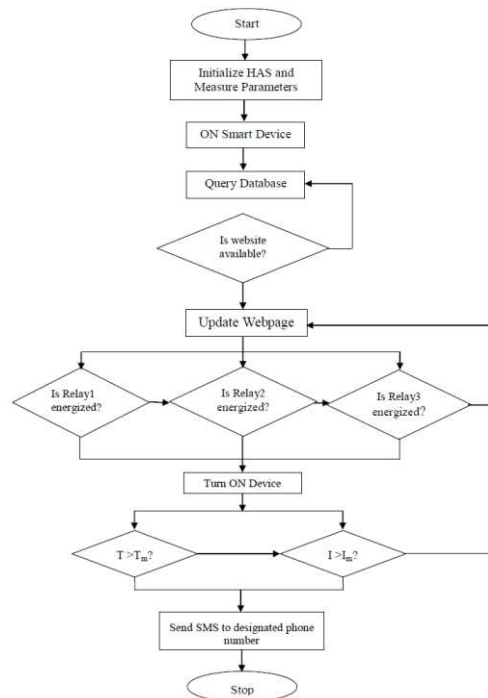 Start
Initialize HAS and
Measure Parameters
ON Smart Device
Query Database
Is website
available?
Update Webpage
Is Relay1
energized?
Is Relay2
energized?
Is Relay3
energized?
Turn ON Device
T >Tₘ?
I >Iₘ?
Send SMS to designated phone
number
Stop